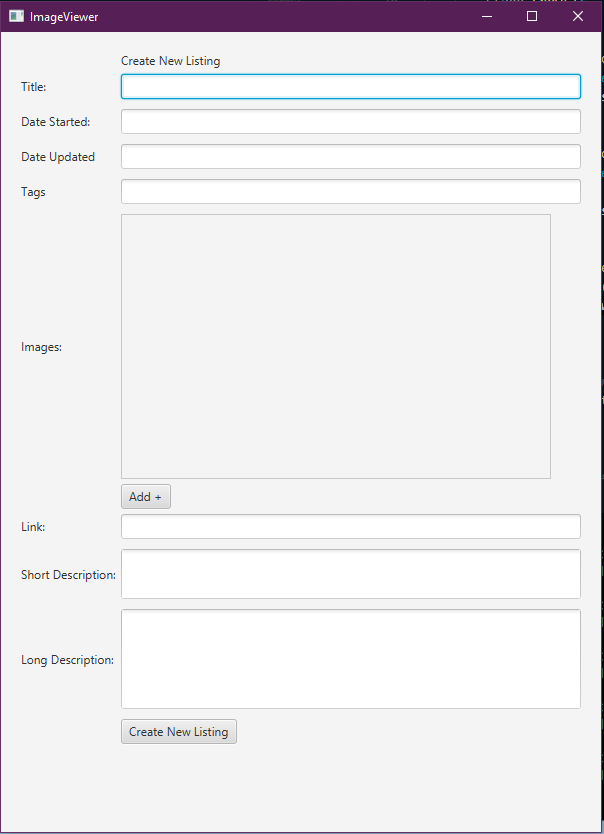 ImageViewer
Create New Listing
Title:
Date Started:
Date Updated
Tags
Images:
Add +
Link:
Short Description:
Long Description:
Create New Listing